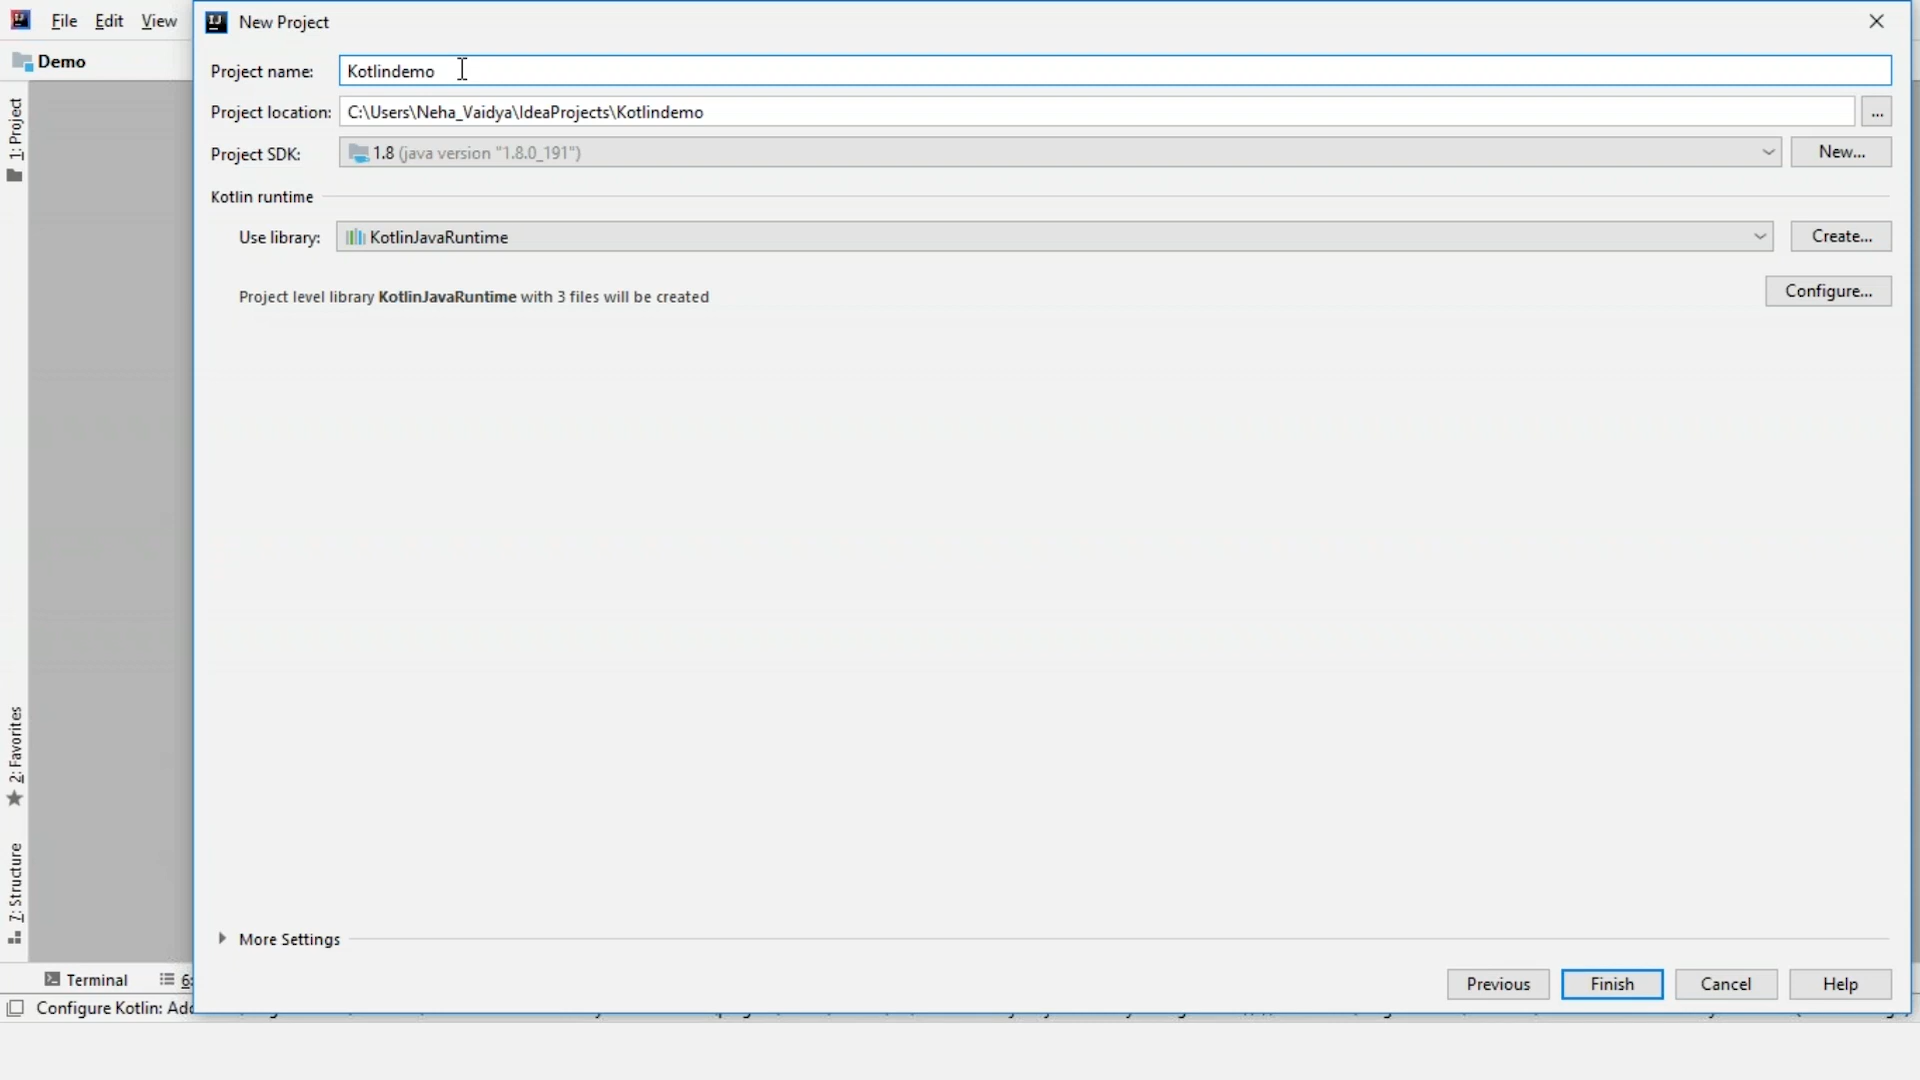 File Edit View
IJ New Project
Demo
Project name: Kotlindemo
Project location: C:\Users\Neha_Vaidya\IdeaProjects\Kotlindemo ...
Project SDK: 1.8 (java version "1.8.0_191") New...
Kotlin runtime
Use library: KotlinJavaRuntime Create...
Project level library KotlinJavaRuntime with 3 files will be created Configure...
1: Project
2: Favorites
7: Structure
More Settings
Previous Finish Cancel Help
Terminal 6:
Configure Kotlin: